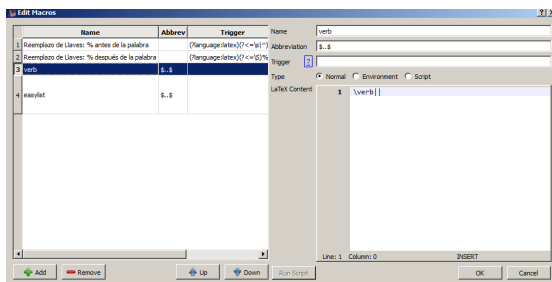 Edit Macros
Name Abbrev Trigger
1 Reemplazo de Llaves: % antes de la palabra (?language:latex)(?<=\s|^)
2 Reemplazo de Llaves: % después de la palabra (?language:latex)(?<=\S)%
3 verb $..$
4 easylist $..$
Add Remove Up Down
Name verb
Abbreviation $..$
Trigger ?
Type Normal Environment Script
LaTeX Content 1 \verb||
Line: 1 Column: 0 INSERT
Run Script OK Cancel